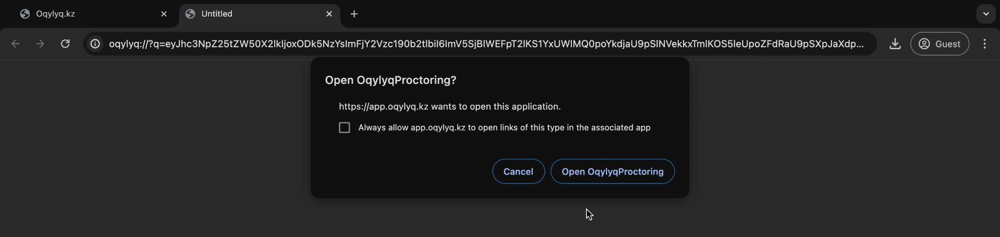 Oqylyq.kz
Untitled
oqylyq://?q=eyJhc3NpZ25tZW50X2lkIjoxODk5NzYsImFjY2Vzc190b2tlbiI6ImV5SjBlWEFpT2lKS1YxUWlMQ0poYkdjaU9pSlNVekkxTmlKOS5leUpoZFdRaU9pSXpJaXdp...
Guest
Open OqylyqProctoring?
https://app.oqylyq.kz wants to open this application.
Always allow app.oqylyq.kz to open links of this type in the associated app
Cancel
Open OqylyqProctoring